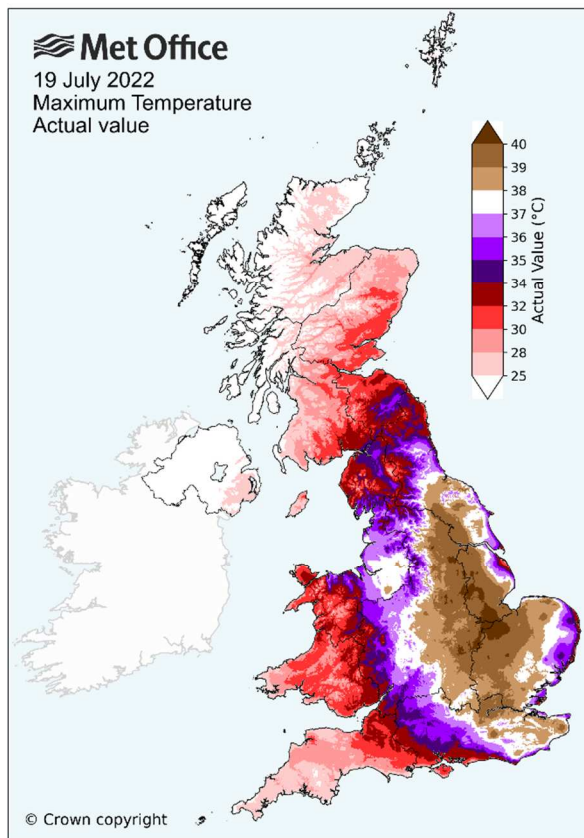 Met Office
19 July 2022
Maximum Temperature
Actual value
40
39
38
37
36
35
34
32
30
28
25
Actual Value (°C)
© Crown copyright